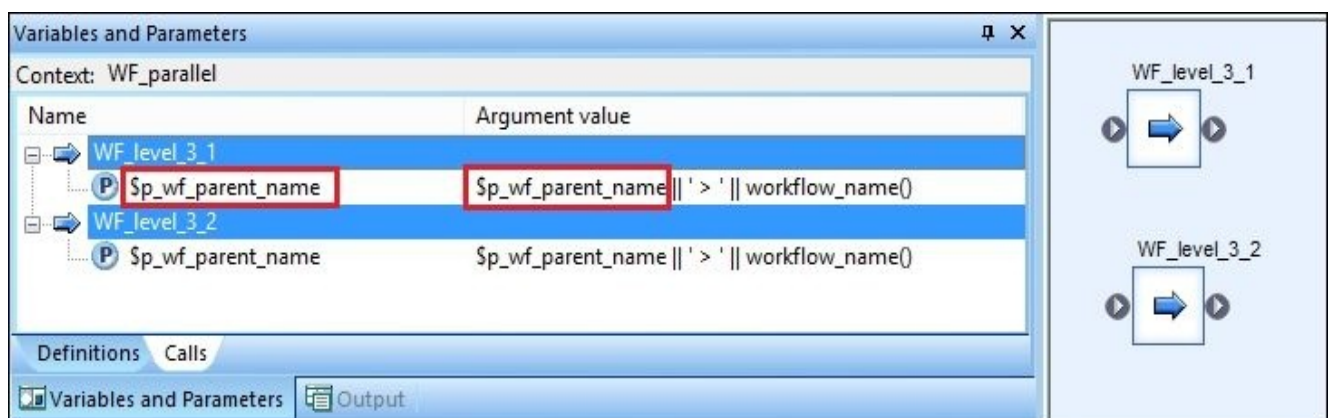 Variables and Parameters
Context: WF_parallel
Name Argument value
WF_level_3_1
P $p_wf_parent_name $p_wf_parent_name || ' > ' || workflow_name()
WF_level_3_2
P $p_wf_parent_name $p_wf_parent_name || ' > ' || workflow_name()
Definitions Calls
Variables and Parameters Output
WF_level_3_1
WF_level_3_2